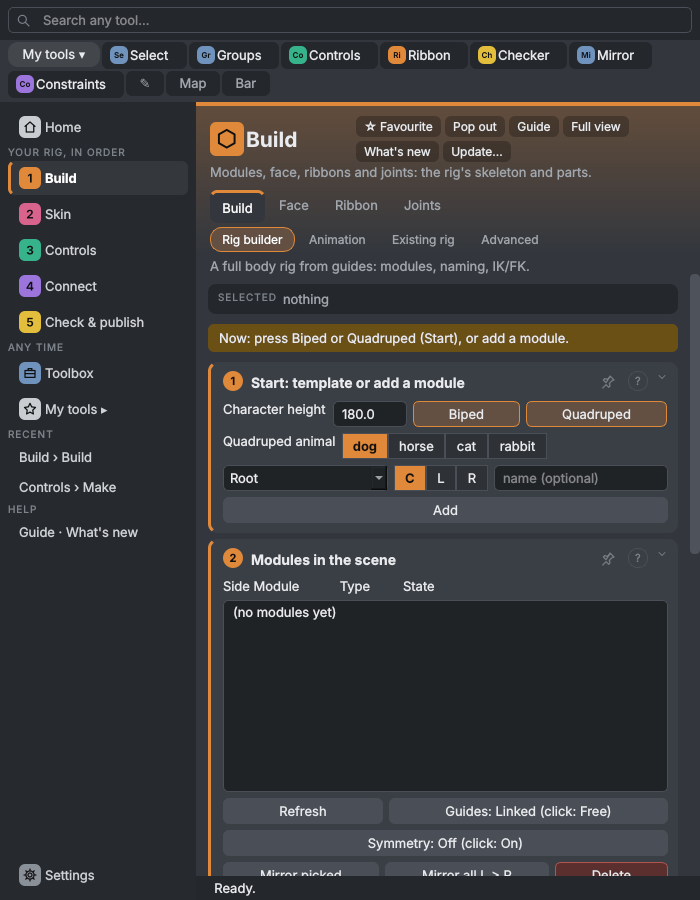 Search any tool...
My tools ▾ Se Select Gr Groups Co Controls Ri Ribbon Ch Checker Mi Mirror
Co Constraints ✎ Map Bar
Home
YOUR RIG, IN ORDER
1 Build
2 Skin
3 Controls
4 Connect
5 Check & publish
ANY TIME
Toolbox
My tools ▸
RECENT
Build › Build
Controls › Make
HELP
Guide · What's new
Settings
Build
☆ Favourite Pop out Guide Full view
What's new Update...
Modules, face, ribbons and joints: the rig's skeleton and parts.
Build Face Ribbon Joints
Rig builder Animation Existing rig Advanced
A full body rig from guides: modules, naming, IK/FK.
SELECTED nothing
Now: press Biped or Quadruped (Start), or add a module.
1 Start: template or add a module ?
Character height 180.0 Biped Quadruped
Quadruped animal dog horse cat rabbit
Root C L R name (optional)
Add
2 Modules in the scene ?
Side Module Type State
(no modules yet)
Refresh Guides: Linked (click: Free)
Symmetry: Off (click: On)
Mirror picked Mirror all L > R Delete
Ready.